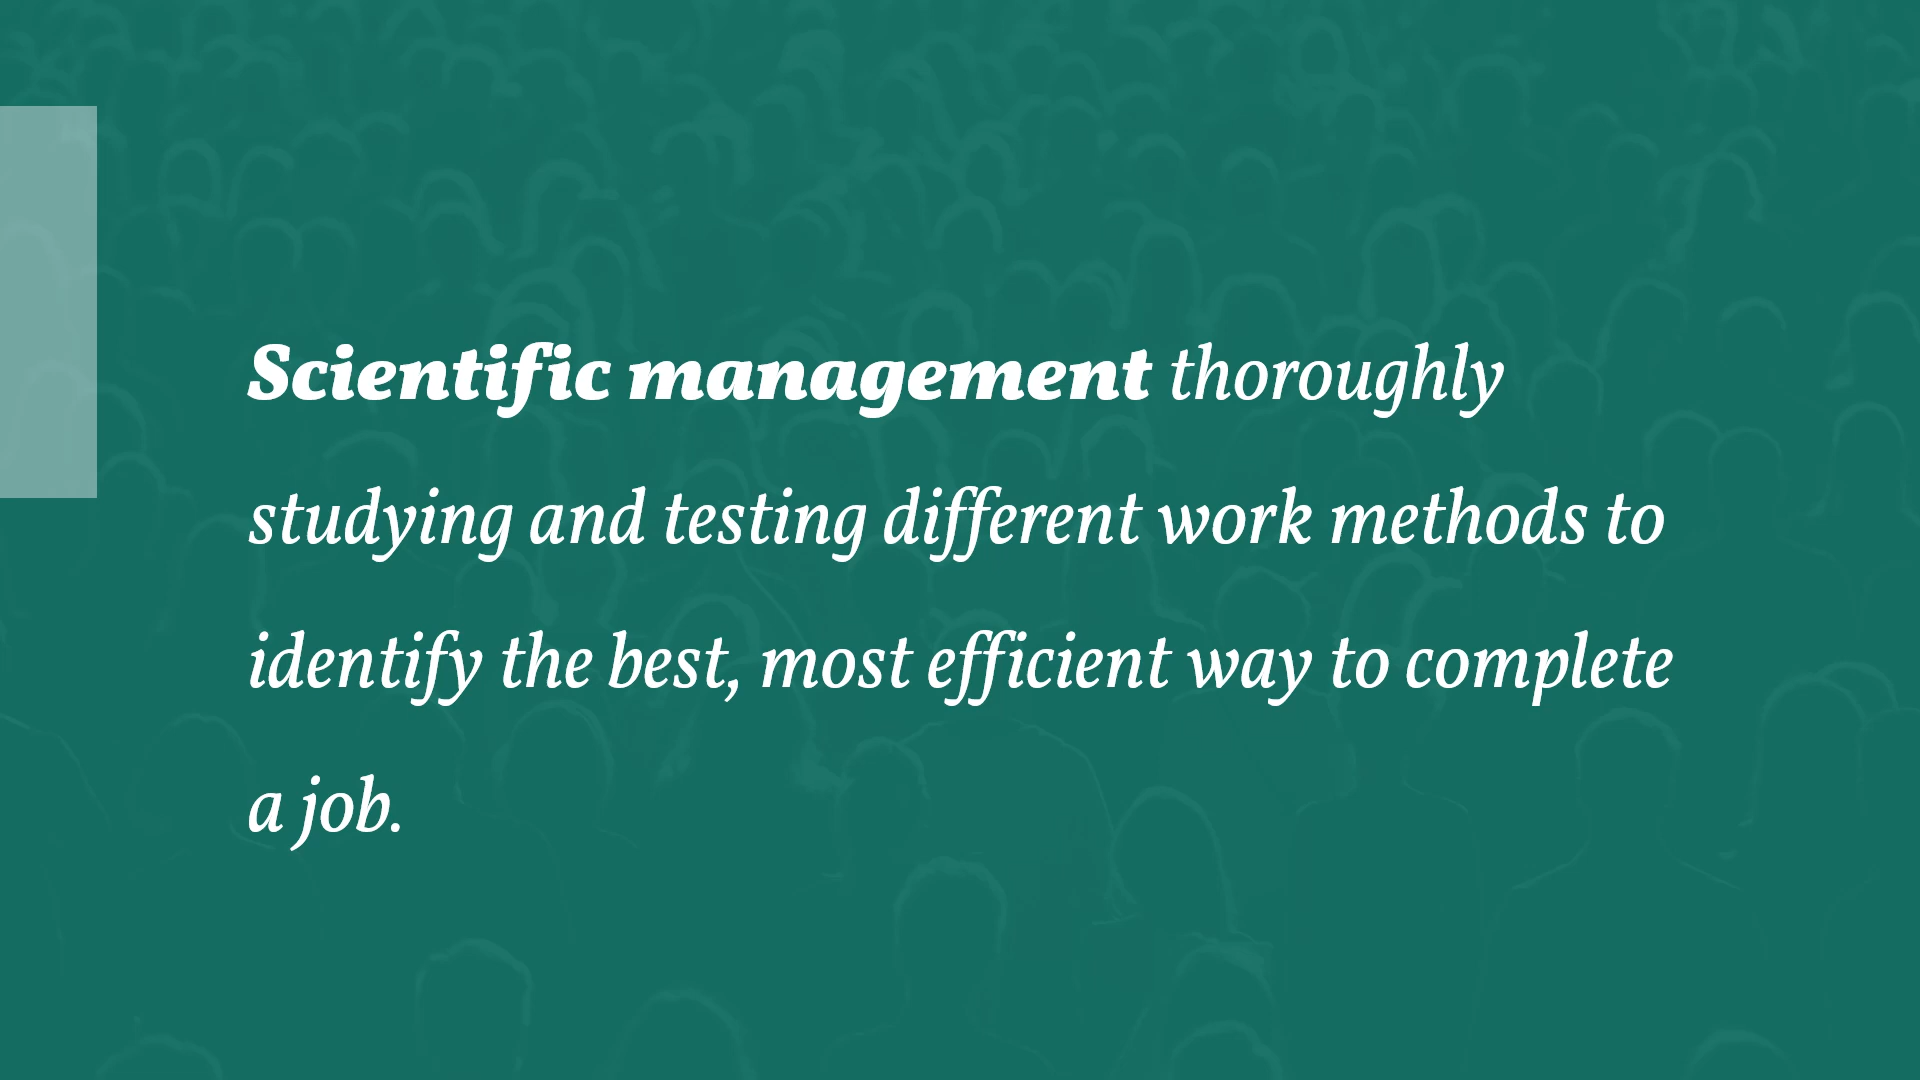 Scientific management thoroughly
studying and testing different work methods to
identify the best, most efficient way to complete
a job.